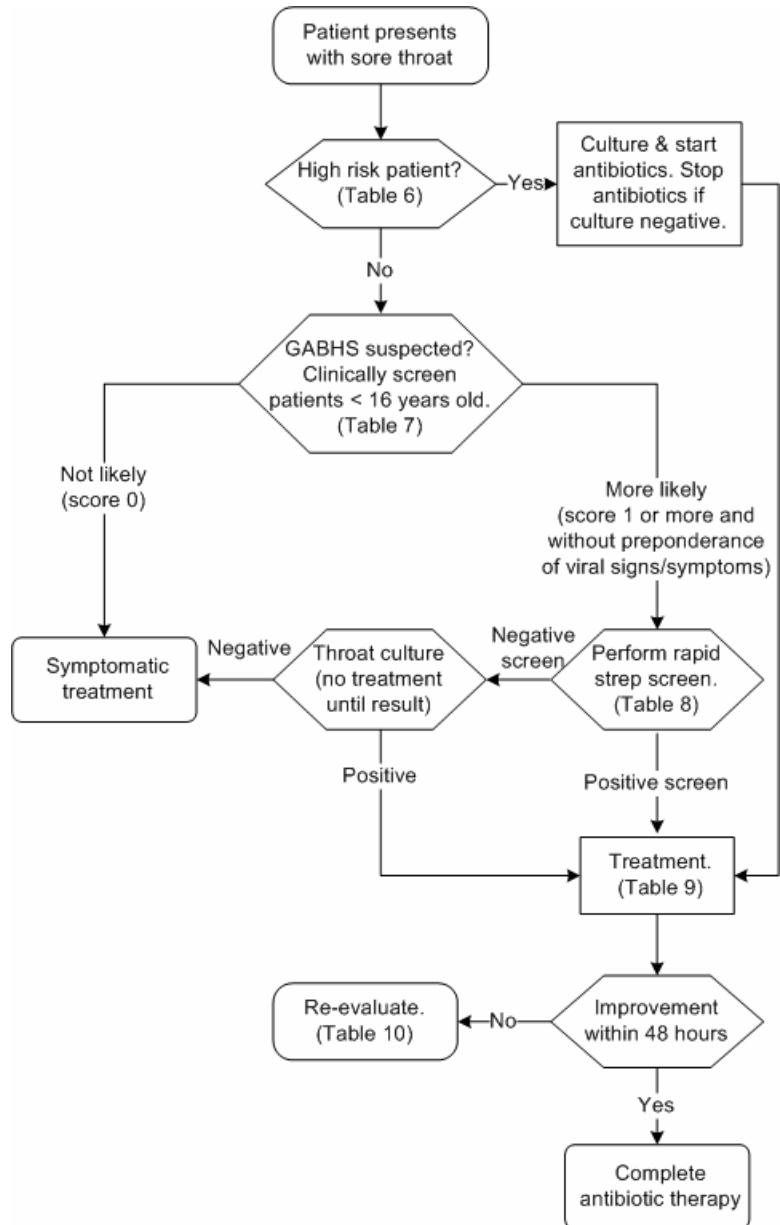 Patient presents
with sore throat
High risk patient?
(Table 6)
Yes
Culture & start
antibiotics. Stop
antibiotics if
culture negative.
No
GABHS suspected?
Clinically screen
patients < 16 years old.
(Table 7)
Not likely
(score 0)
More likely
(score 1 or more and
without preponderance
of viral signs/symptoms)
Symptomatic
treatment
Negative
Throat culture
(no treatment
until result)
Negative
screen
Perform rapid
strep screen.
(Table 8)
Positive
Positive screen
Treatment.
(Table 9)
Re-evaluate.
(Table 10)
No
Improvement
within 48 hours
Yes
Complete
antibiotic therapy